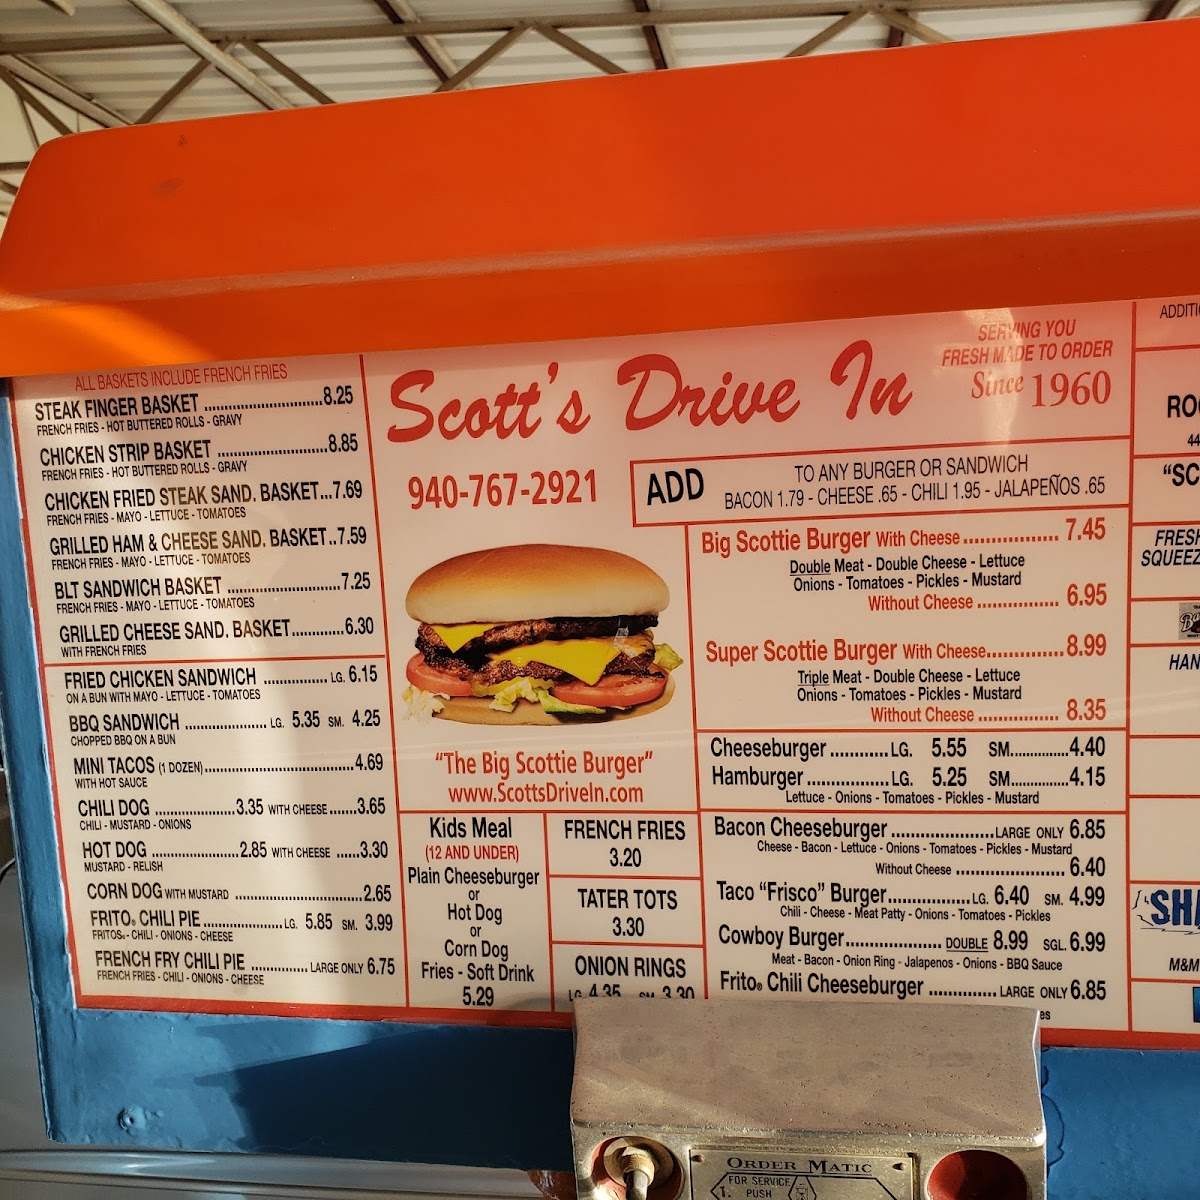 ALL BASKETS INCLUDE FRENCH FRIES
STEAK FINGER BASKET ........................8.25
FRENCH FRIES - HOT BUTTERED ROLLS - GRAVY
CHICKEN STRIP BASKET ........................8.85
FRENCH FRIES - HOT BUTTERED ROLLS - GRAVY
CHICKEN FRIED STEAK SAND. BASKET...7.69
FRENCH FRIES - MAYO - LETTUCE - TOMATOES
GRILLED HAM & CHEESE SAND. BASKET..7.59
FRENCH FRIES - MAYO - LETTUCE - TOMATOES
BLT SANDWICH BASKET ........................7.25
FRENCH FRIES - MAYO - LETTUCE - TOMATOES
GRILLED CHEESE SAND. BASKET.............6.30
WITH FRENCH FRIES
FRIED CHICKEN SANDWICH ................ LG. 6.15
ON A BUN WITH MAYO - LETTUCE - TOMATOES
BBQ SANDWICH .................... LG. 5.35 SM. 4.25
CHOPPED BBQ ON A BUN
MINI TACOS (1 DOZEN).....................................4.69
WITH HOT SAUCE
CHILI DOG .....................3.35 WITH CHEESE.......3.65
CHILI - MUSTARD - ONIONS
HOT DOG ......................2.85 WITH CHEESE ......3.30
MUSTARD - RELISH
CORN DOG WITH MUSTARD ................................2.65
FRITO® CHILI PIE....................LG. 5.85 SM. 3.99
FRITOS® - CHILI - ONIONS - CHEESE
FRENCH FRY CHILI PIE ............... LARGE ONLY 6.75
FRENCH FRIES - CHILI - ONIONS - CHEESE
Scott's Drive In
SERVING YOU
FRESH MADE TO ORDER
Since 1960
940-767-2921
ADD
TO ANY BURGER OR SANDWICH
BACON 1.79 - CHEESE .65 - CHILI 1.95 - JALAPEÑOS .65
"The Big Scottie Burger"
www.ScottsDriveIn.com
Kids Meal
(12 AND UNDER)
Plain Cheeseburger
or
Hot Dog
or
Corn Dog
Fries - Soft Drink
5.29
FRENCH FRIES
3.20
TATER TOTS
3.30
ONION RINGS
LG. 4.35 SM. 3.30
Big Scottie Burger With Cheese .................. 7.45
Double Meat - Double Cheese - Lettuce
Onions - Tomatoes - Pickles - Mustard
Without Cheese ................ 6.95
Super Scottie Burger With Cheese............... 8.99
Triple Meat - Double Cheese - Lettuce
Onions - Tomatoes - Pickles - Mustard
Without Cheese ................ 8.35
Cheeseburger ............LG. 5.55 SM.............4.40
Hamburger .................LG. 5.25 SM.............4.15
Lettuce - Onions - Tomatoes - Pickles - Mustard
Bacon Cheeseburger .....................LARGE ONLY 6.85
Cheese - Bacon - Lettuce - Onions - Tomatoes - Pickles - Mustard
Without Cheese ........................ 6.40
Taco "Frisco" Burger.................LG. 6.40 SM. 4.99
Chili - Cheese - Meat Patty - Onions - Tomatoes - Pickles
Cowboy Burger................... DOUBLE 8.99 SGL. 6.99
Meat - Bacon - Onion Ring - Jalapenos - Onions - BBQ Sauce
Frito® Chili Cheeseburger .............. LARGE ONLY 6.85
ADDITI
RO
44
"SC
FRESH
SQUEEZ
HAN
SHA
M&M
ORDER MATIC
FOR SERVICE
1. PUSH